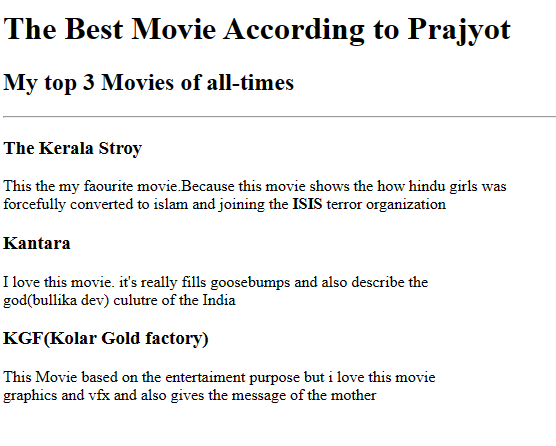 The Best Movie According to Prajyot
My top 3 Movies of all-times
The Kerala Stroy
This the my faourite movie.Because this movie shows the how hindu girls was
forcefully converted to islam and joining the ISIS terror organization
Kantara
I love this movie. it's really fills goosebumps and also describe the
god(bullika dev) culutre of the India
KGF(Kolar Gold factory)
This Movie based on the entertaiment purpose but i love this movie
graphics and vfx and also gives the message of the mother